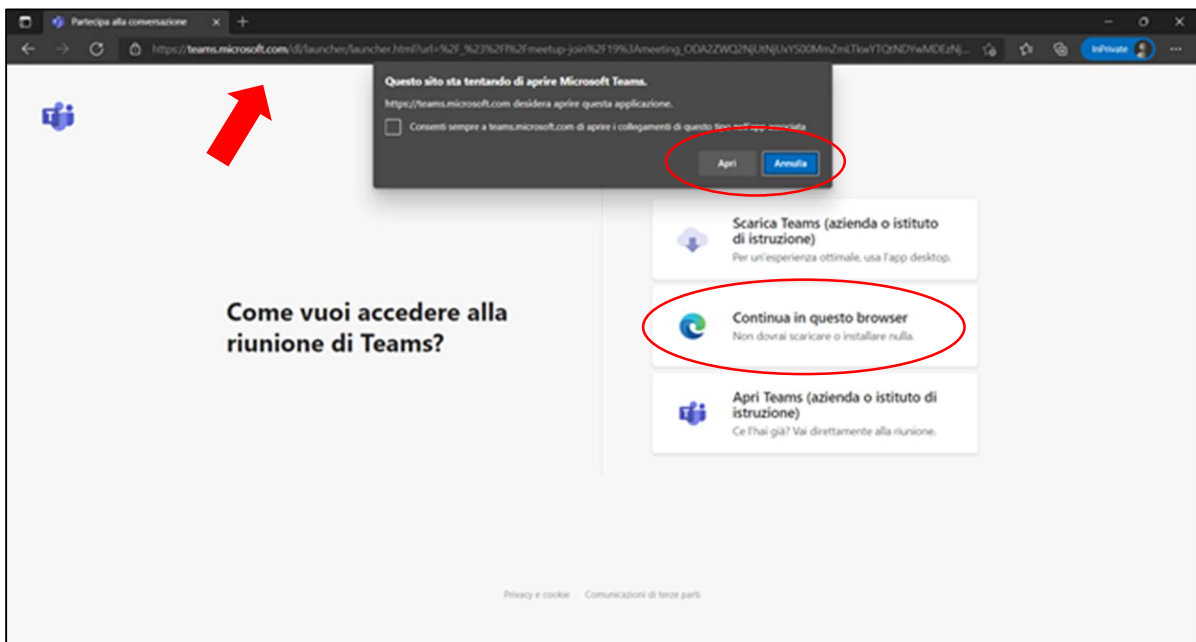 Partecipa alla conversazione
https://teams.microsoft.com/dl/launcher/launcher.html?url=%2F_%23%2Fl%2Fmeetup-join%2F19%3Ameeting_
InPrivate
Questo sito sta tentando di aprire Microsoft Teams.
https://teams.microsoft.com desidera aprire questa applicazione.
Consenti sempre a teams.microsoft.com di aprire i collegamenti di questo tipo nell'app associata
Apri
Annulla
Scarica Teams (azienda o istituto
di istruzione)
Per un'esperienza ottimale, usa l'app desktop.
Come vuoi accedere alla
riunione di Teams?
Continua in questo browser
Non dovrai scaricare o installare nulla.
Apri Teams (azienda o istituto di
istruzione)
Ce l'hai già? Vai direttamente alla riunione.
Privacy e cookie
Comunicazioni di terze parti